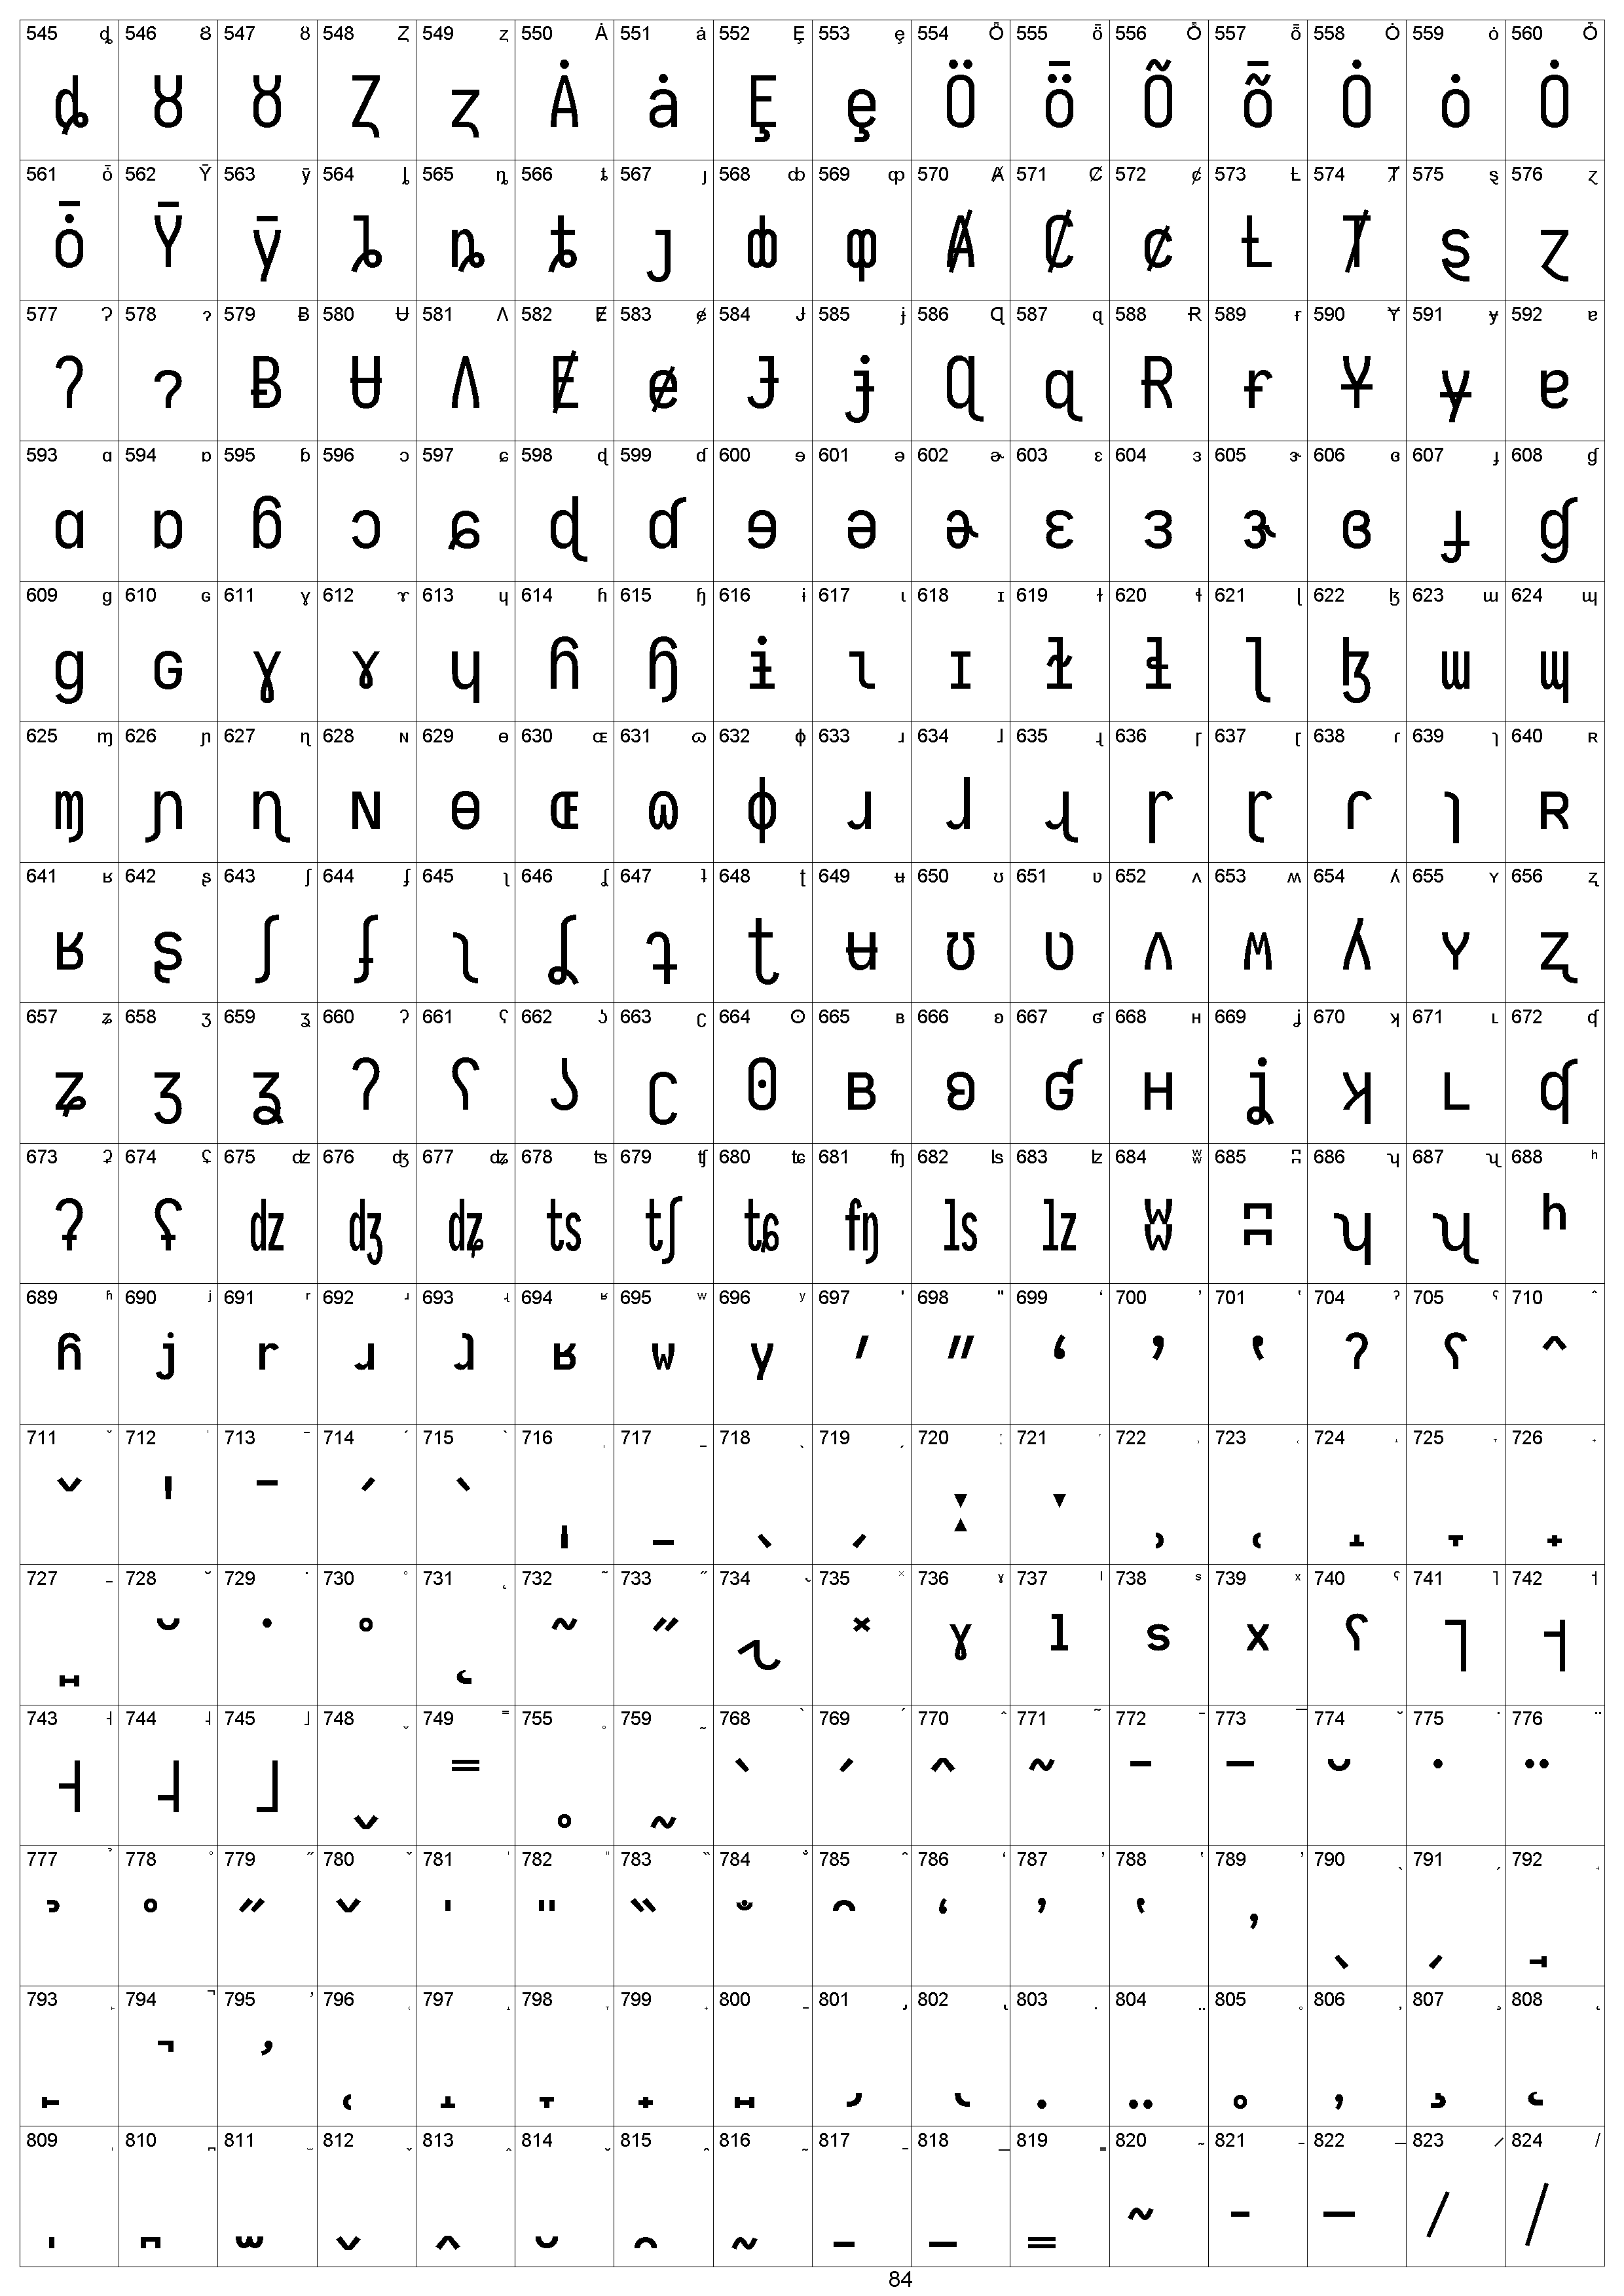 545 ȡ 546 Ȣ 547 ȣ 548 Ȥ 549 ȥ 550 Ȧ 551 ȧ 552 Ȩ 553 ȩ 554 Ȫ 555 ȫ 556 Ȭ 557 ȭ 558 Ȯ 559 ȯ 560 Ȱ
ȡ Ȣ ȣ Ȥ ȥ Ȧ ȧ Ȩ ȩ Ö ȫ Õ ȭ Ȯ ȯ Ȯ
561 ȱ 562 Ȳ 563 ȳ 564 ȴ 565 ȵ 566 ȶ 567 ȷ 568 ȸ 569 ȹ 570 Ⱥ 571 Ȼ 572 ȼ 573 Ƚ 574 Ⱦ 575 ȿ 576 ɀ
ȱ Ȳ ȳ ȴ ȵ ȶ ȷ ȸ ȹ Ⱥ Ȼ ȼ Ƚ Ⱦ ȿ ɀ
577 Ɂ 578 ɂ 579 Ƀ 580 Ʉ 581 Ʌ 582 Ɇ 583 ɇ 584 Ɉ 585 ɉ 586 Ɋ 587 ɋ 588 Ɍ 589 ɍ 590 Ɏ 591 ɏ 592 ɐ
Ɂ ɂ Ƀ Ʉ Ʌ Ɇ ɇ Ɉ ɉ Ɋ ɋ Ɍ ɍ Ɏ ɏ ɐ
593 ɑ 594 ɒ 595 ɓ 596 ɔ 597 ɕ 598 ɖ 599 ɗ 600 ɘ 601 ə 602 ɚ 603 ɛ 604 ɜ 605 ɝ 606 ɞ 607 ɟ 608 ɠ
ɑ ɒ ɓ ɔ ɕ ɖ ɗ ɘ ə ɚ ɛ ɜ ɝ ɞ ɟ ɠ
609 ɡ 610 ɢ 611 ɣ 612 ɤ 613 ɥ 614 ɦ 615 ɧ 616 ɨ 617 ɩ 618 ɪ 619 ɫ 620 ɬ 621 ɭ 622 ɮ 623 ɯ 624 ɰ
ɡ ɢ ɣ ɤ ɥ ɦ ɧ ɨ ɩ ɪ ɫ ɬ ɭ ɮ ɯ ɰ
625 ɱ 626 ɲ 627 ɳ 628 ɴ 629 ɵ 630 ɶ 631 ɷ 632 ɸ 633 ɹ 634 ɺ 635 ɻ 636 ɼ 637 ɽ 638 ɾ 639 ɿ 640 ʀ
ɱ ɲ ɳ ɴ ɵ ɶ ɷ ɸ ɹ ɺ ɻ ɼ ɽ ɾ ɿ ʀ
641 ʁ 642 ʂ 643 ʃ 644 ʄ 645 ʅ 646 ʆ 647 ʇ 648 ʈ 649 ʉ 650 ʊ 651 ʋ 652 ʌ 653 ʍ 654 ʎ 655 ʏ 656 ʐ
ʁ ʂ ʃ ʄ ʅ ʆ ʇ ʈ ʉ ʊ ʋ ʌ ʍ ʎ ʏ ʐ
657 ʑ 658 ʒ 659 ʓ 660 ʔ 661 ʕ 662 ʖ 663 ʗ 664 ʘ 665 ʙ 666 ʚ 667 ʛ 668 ʜ 669 ʝ 670 ʞ 671 ʟ 672 ʠ
ʑ ʒ ʓ ʔ ʕ ʖ ʗ ʘ ʙ ʚ ʛ ʜ ʝ ʞ ʟ ʠ
673 ʡ 674 ʢ 675 ʣ 676 ʤ 677 ʥ 678 ʦ 679 ʧ 680 ʨ 681 ʩ 682 ʪ 683 ʫ 684 ʬ 685 ʭ 686 ʮ 687 ʯ 688 ʰ
ʡ ʢ ʣ ʤ ʥ ʦ ʧ ʨ ʩ ʪ ʫ ʬ ʭ ʮ ʯ ʰ
689 ʱ 690 ʲ 691 ʳ 692 ʴ 693 ʵ 694 ʶ 695 ʷ 696 ʸ 697 ʹ 698 ʺ 699 ʻ 700 ʼ 701 ʽ 704 ˀ 705 ˁ 710 ˆ
ʱ ʲ ʳ ʴ ʵ ʶ ʷ ʸ ʹ ʺ ʻ ʼ ʽ ˀ ˁ ˆ
711 ˇ 712 ˈ 713 ˉ 714 ˊ 715 ˋ 716 ˌ 717 ˍ 718 ˎ 719 ˏ 720 ː 721 ˑ 722 ˒ 723 ˓ 724 ˔ 725 ˕ 726 ˖
ˇ ˈ ˉ ˊ ˋ ˌ ˍ ˎ ˏ ː ˑ ˒ ˓ ˔ ˕ ˖
727 ˗ 728 ˘ 729 ˙ 730 ˚ 731 ˛ 732 ˜ 733 ˝ 734 ˞ 735 ˟ 736 ˠ 737 ˡ 738 ˢ 739 ˣ 740 ˤ 741 ˥ 742 ˦
˗ ˘ ˙ ˚ ˛ ˜ ˝ ˞ ˟ ˠ ˡ ˢ ˣ ˤ ˥ ˦
743 ˧ 744 ˨ 745 ˩ 748 ˬ 749 ˭ 755 ˳ 759 ˷ 768 ̀ 769 ́ 770 ̂ 771 ̃ 772 ̄ 773 ̅ 774 ̆ 775 ̇ 776 ̈
˧ ˨ ˩ ˬ ˭ ˳ ˷ ̀ ́ ̂ ̃ ̄ ̅ ̆ ̇ ̈
777 ̉ 778 ̊ 779 ̋ 780 ̌ 781 ̍ 782 ̎ 783 ̏ 784 ̐ 785 ̑ 786 ̒ 787 ̓ 788 ̔ 789 ̕ 790 ̖ 791 ̗ 792 ̘
̉ ̊ ̋ ̌ ̍ ̎ ̏ ̐ ̑ ̒ ̓ ̔ ̕ ̖ ̗ ̘
793 ̙ 794 ̚ 795 ̛ 796 ̜ 797 ̝ 798 ̞ 799 ̟ 800 ̠ 801 ̡ 802 ̢ 803 ̣ 804 ̤ 805 ̥ 806 ̦ 807 ̧ 808 ̨
̙ ̚ ̛ ̜ ̝ ̞ ̟ ̠ ̡ ̢ ̣ ̤ ̥ ̦ ̧ ̨
809 ̩ 810 ̪ 811 ̫ 812 ̬ 813 ̭ 814 ̮ 815 ̯ 816 ̰ 817 ̱ 818 ̲ 819 ̳ 820 ̴ 821 ̵ 822 ̶ 823 ̷ 824 ̸
̩ ̪ ̫ ̬ ̭ ̮ ̯ ̰ ̱ ̲ ̳ ̴ ̵ ̶ ̷ ̸
84